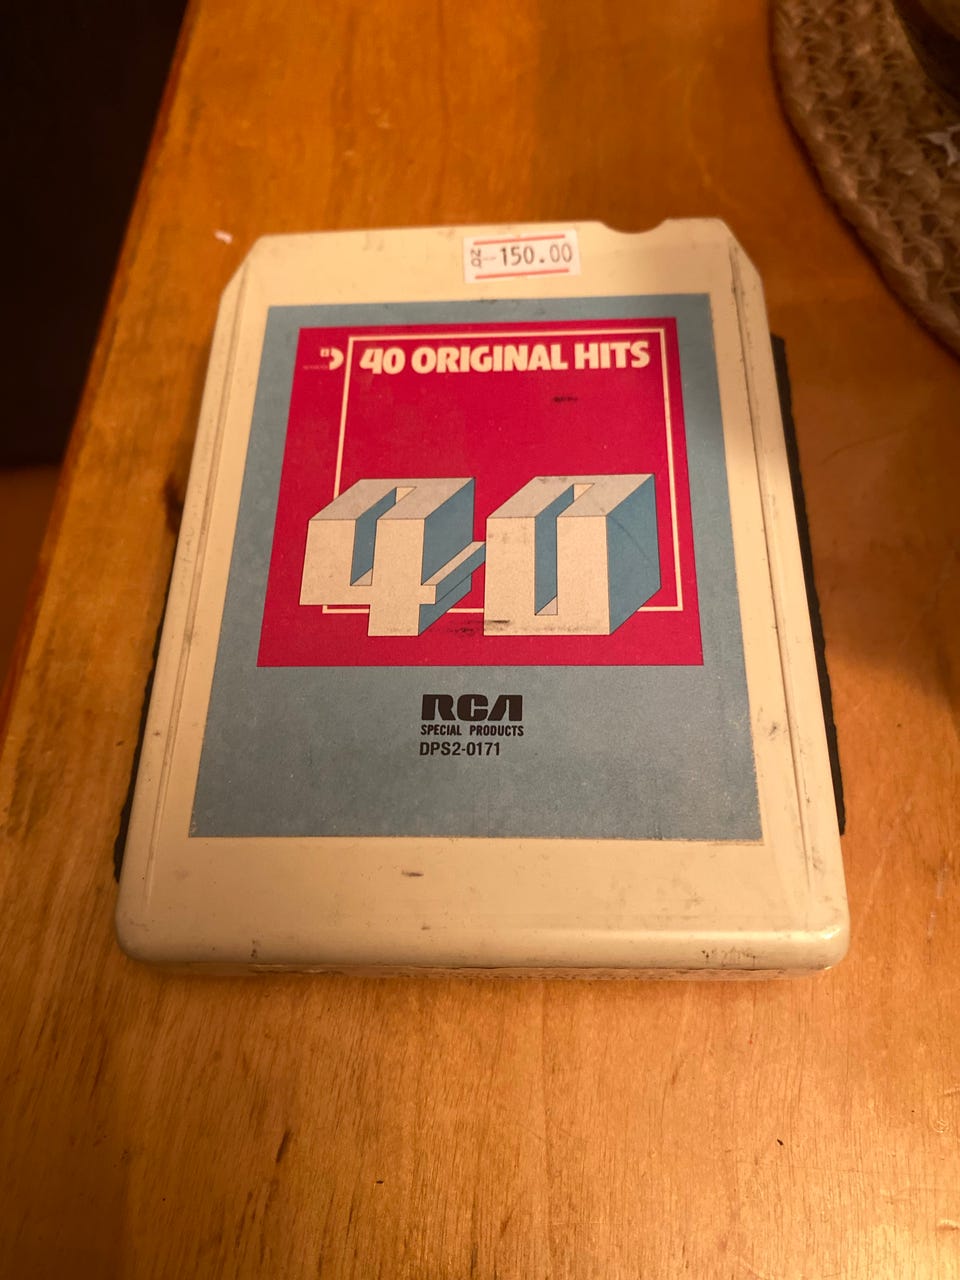 -150.00
40 ORIGINAL HITS
40
RCA
SPECIAL PRODUCTS
DPS2-0171